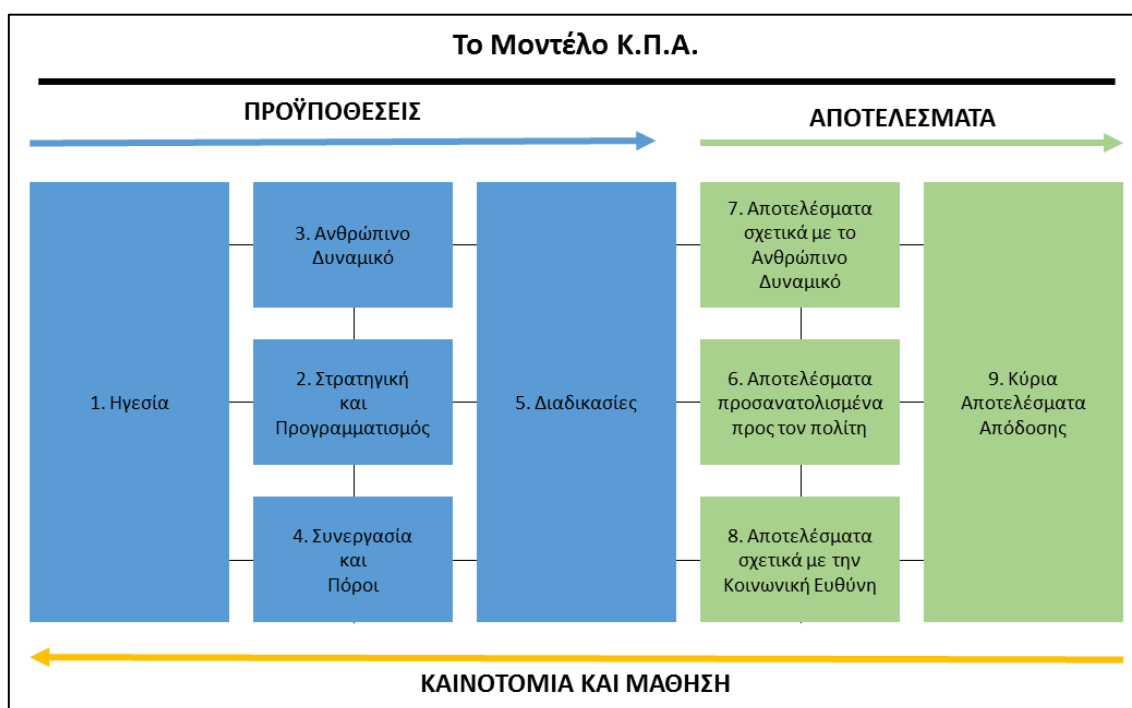 Το Μοντέλο Κ.Π.Α.
ΠΡΟΫΠΟΘΕΣΕΙΣ
ΑΠΟΤΕΛΕΣΜΑΤΑ
1. Ηγεσία
3. Ανθρώπινο
Δυναμικό
2. Στρατηγική
και
Προγραμματισμός
4. Συνεργασία
και
Πόροι
5. Διαδικασίες
7. Αποτελέσματα
σχετικά με το
Ανθρώπινο
Δυναμικό
6. Αποτελέσματα
προσανατολισμένα
προς τον πολίτη
8. Αποτελέσματα
σχετικά με την
Κοινωνική Ευθύνη
9. Κύρια
Αποτελέσματα
Απόδοσης
ΚΑΙΝΟΤΟΜΙΑ ΚΑΙ ΜΑΘΗΣΗ